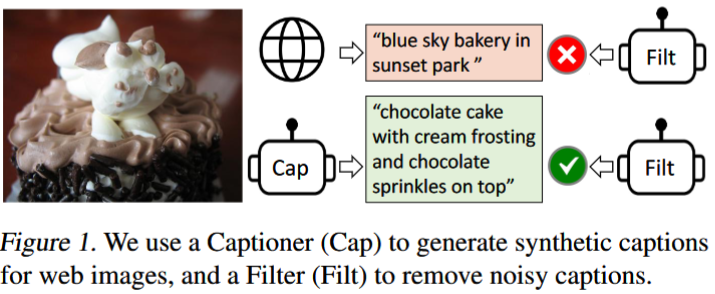 "blue sky bakery in
sunset park "
Filt
"chocolate cake
with cream frosting
and chocolate
sprinkles on top"
Cap
Filt
Figure 1. We use a Captioner (Cap) to generate synthetic captions
for web images, and a Filter (Filt) to remove noisy captions.